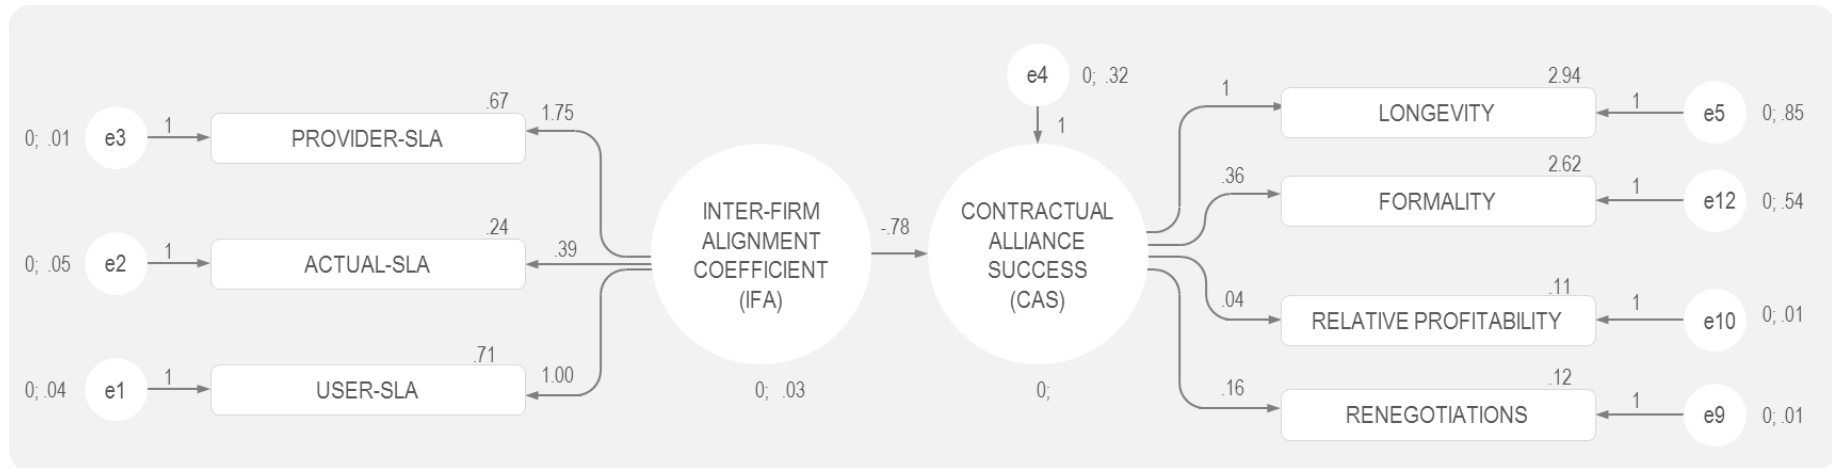 e4
0; .32
1
2.94
1
LONGEVITY
1
e5
0; .85
.67
1.75
0; .01
e3
1
PROVIDER-SLA
2.62
.36
FORMALITY
1
e12
0; .54
INTER-FIRM
ALIGNMENT
COEFFICIENT
(IFA)
-.78
CONTRACTUAL
ALLIANCE
SUCCESS
(CAS)
.24
.39
0; .05
e2
1
ACTUAL-SLA
.11
.04
RELATIVE PROFITABILITY
1
e10
0; .01
.71
1.00
0; .04
e1
1
USER-SLA
0; .03
0;
.12
.16
RENEGOTIATIONS
1
e9
0; .01